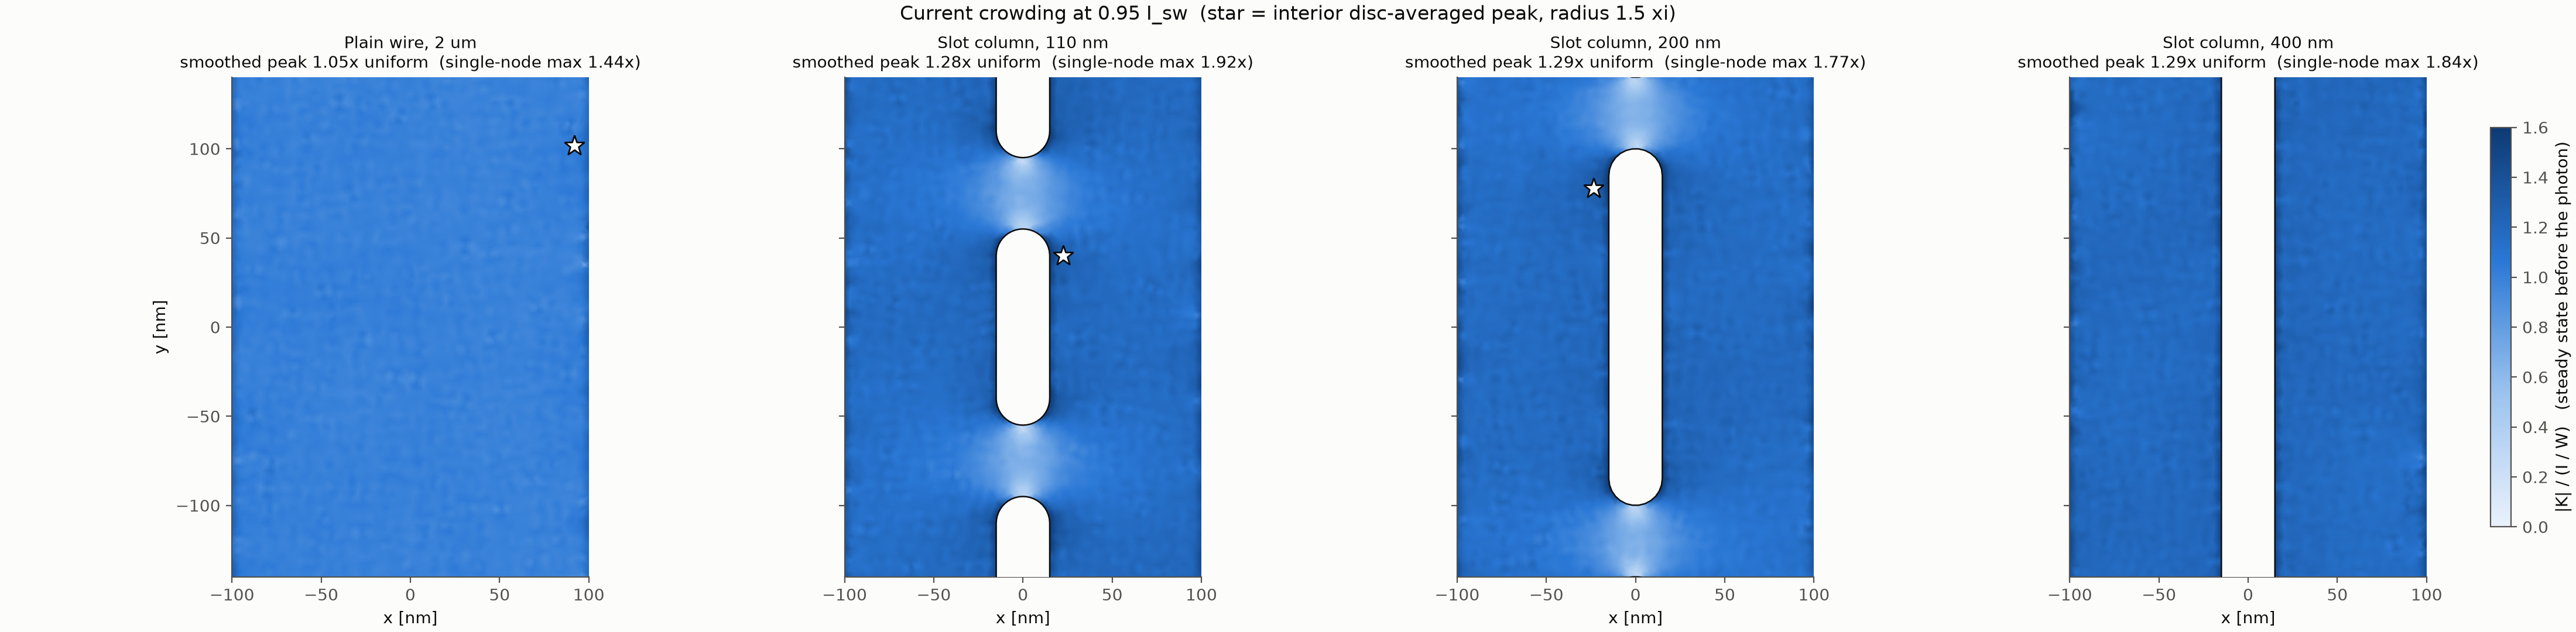 Current crowding at 0.95 I_sw  (star = interior disc-averaged peak, radius 1.5 xi)
Plain wire, 2 um
smoothed peak 1.05x uniform  (single-node max 1.44x)
Slot column, 110 nm
smoothed peak 1.28x uniform  (single-node max 1.92x)
Slot column, 200 nm
smoothed peak 1.29x uniform  (single-node max 1.77x)
Slot column, 400 nm
smoothed peak 1.29x uniform  (single-node max 1.84x)
y [nm]
100
50
0
−50
−100
−100 −50 0 50 100
x [nm]
−100 −50 0 50 100
x [nm]
−100 −50 0 50 100
x [nm]
−100 −50 0 50 100
x [nm]
1.6
1.4
1.2
1.0
0.8
0.6
0.4
0.2
0.0
|K| / (I / W)   (steady state before the photon)